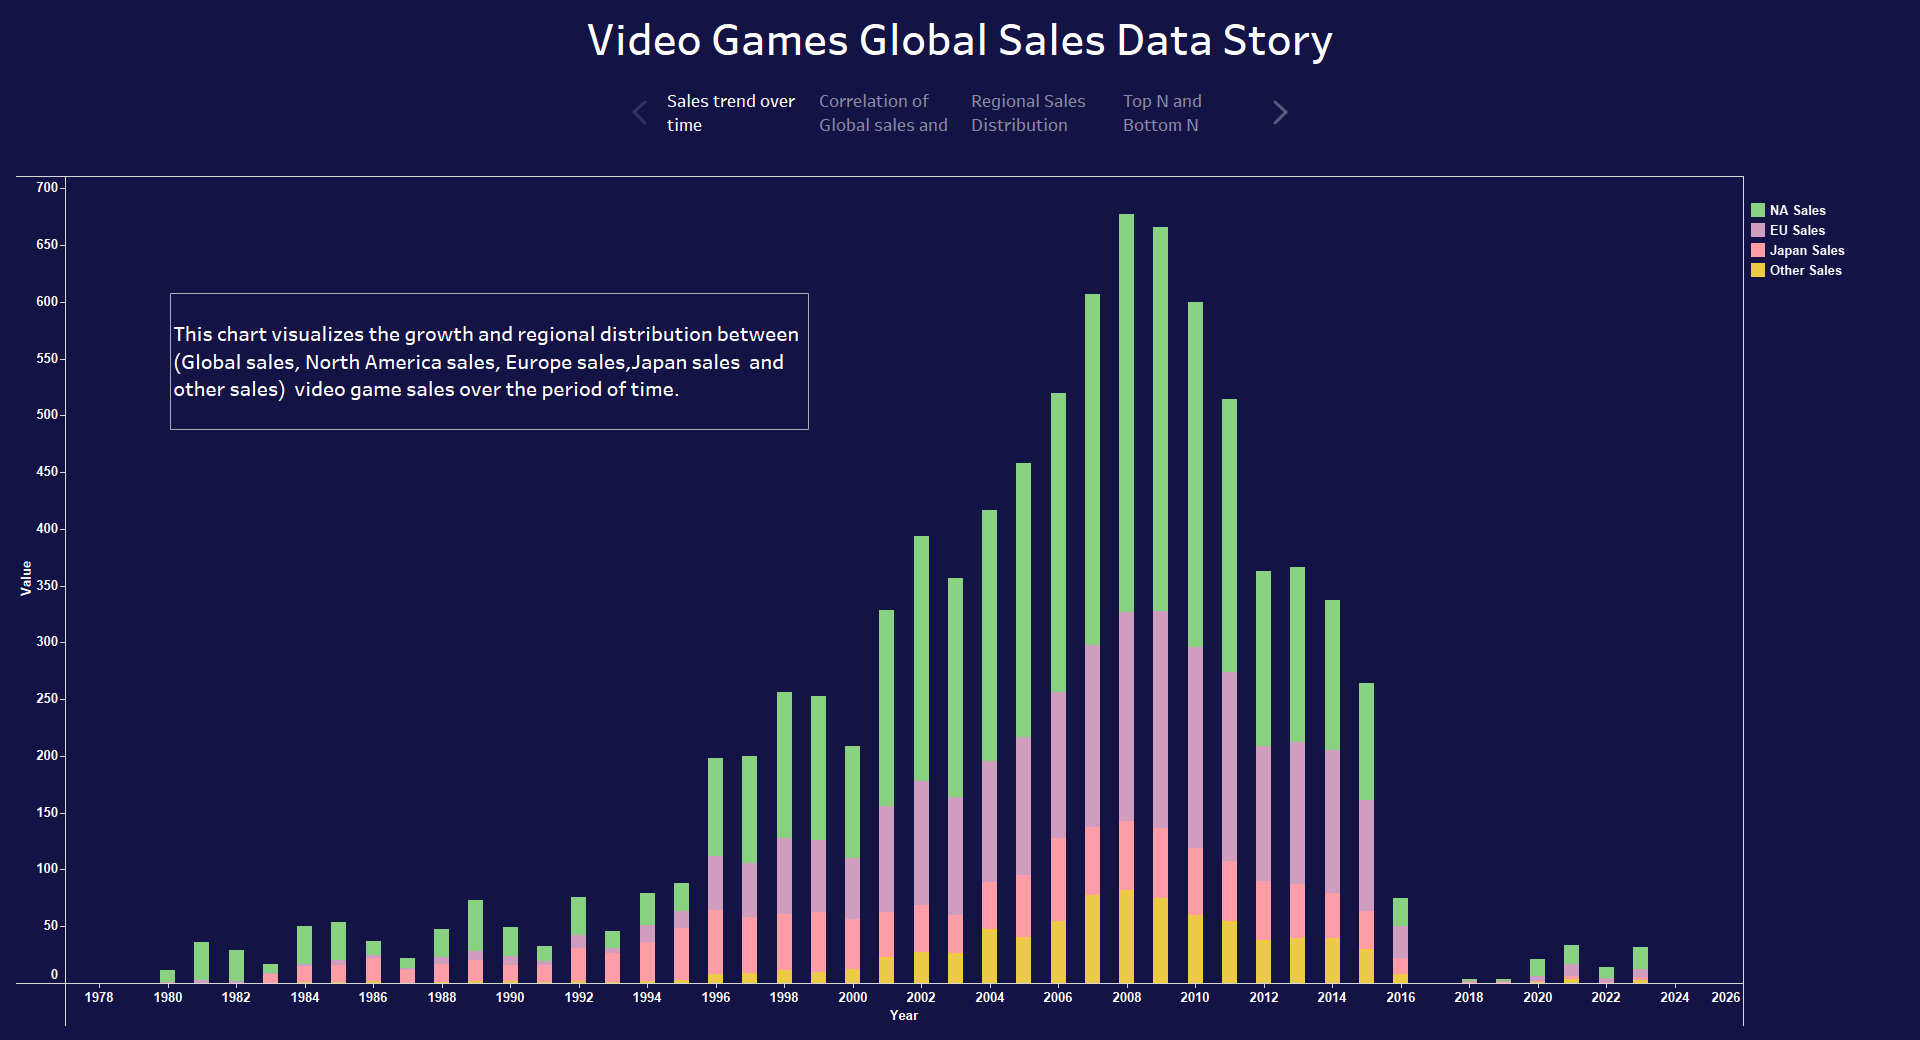 Video Games Global Sales Data Story
Sales trend over
time
Correlation of
Global sales and
Regional Sales
Distribution
Top N and
Bottom N
NA Sales
EU Sales
Japan Sales
Other Sales
This chart visualizes the growth and regional distribution between
(Global sales, North America sales, Europe sales,Japan sales  and
other sales)  video game sales over the period of time.
700
650
600
550
500
450
400
350
300
250
200
150
100
50
0
Value
1978 1980 1982 1984 1986 1988 1990 1992 1994 1996 1998 2000 2002 2004 2006 2008 2010 2012 2014 2016 2018 2020 2022 2024 2026
Year